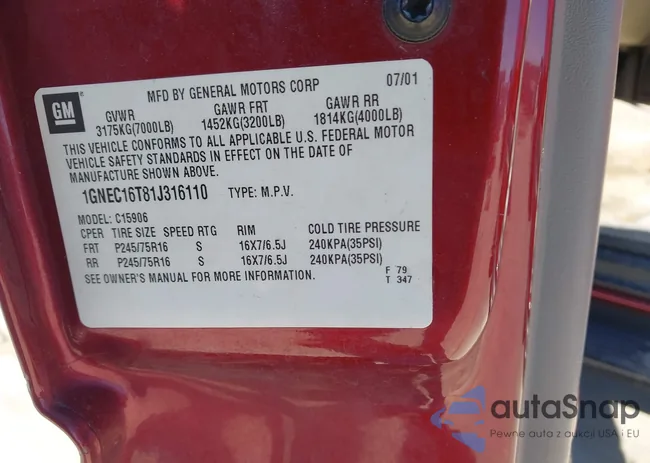 GM
MFD BY GENERAL MOTORS CORP 07/01
GVWR GAWR FRT GAWR RR
3175KG(7000LB) 1452KG(3200LB) 1814KG(4000LB)
THIS VEHICLE CONFORMS TO ALL APPLICABLE U.S. FEDERAL MOTOR
VEHICLE SAFETY STANDARDS IN EFFECT ON THE DATE OF
MANUFACTURE SHOWN ABOVE.
1GNEC16T81J316110 TYPE: M.P.V.
MODEL: C15906
CPER TIRE SIZE SPEED RTG RIM COLD TIRE PRESSURE
FRT P245/75R16 S 16X7/6.5J 240KPA(35PSI)
RR P245/75R16 S 16X7/6.5J 240KPA(35PSI)
SEE OWNER'S MANUAL FOR MORE INFORMATION.
F 79
T 347
autaSnap
Pewne auta z aukcji USA i EU